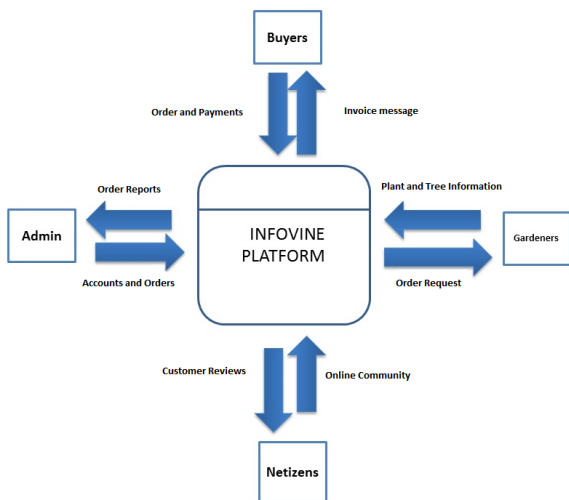 Buyers
Order and Payments
Invoice message
Order Reports
Plant and Tree Information
Admin
INFOVINE
PLATFORM
Gardeners
Accounts and Orders
Order Request
Customer Reviews
Online Community
Netizens